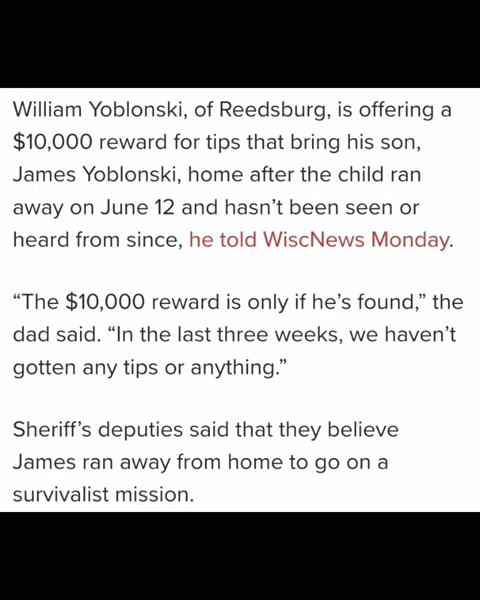 William Yoblonski, of Reedsburg, is offering a
$10,000 reward for tips that bring his son,
James Yoblonski, home after the child ran
away on June 12 and hasn’t been seen or
heard from since, he told WiscNews Monday.
“The $10,000 reward is only if he’s found,” the
dad said. “In the last three weeks, we haven’t
gotten any tips or anything.”
Sheriff’s deputies said that they believe
James ran away from home to go on a
survivalist mission.